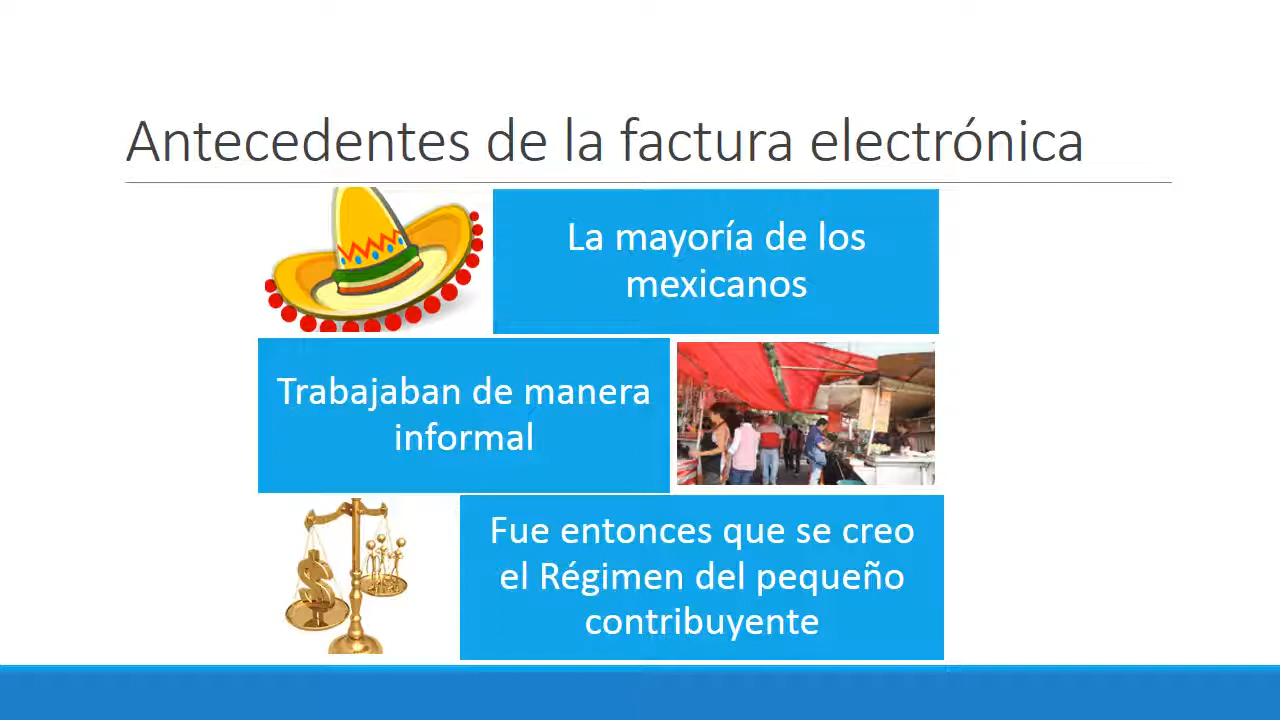 Antecedentes de la factura electrónica
La mayoría de los
mexicanos
Trabajaban de manera
informal
Fue entonces que se creo
el Régimen del pequeño
contribuyente